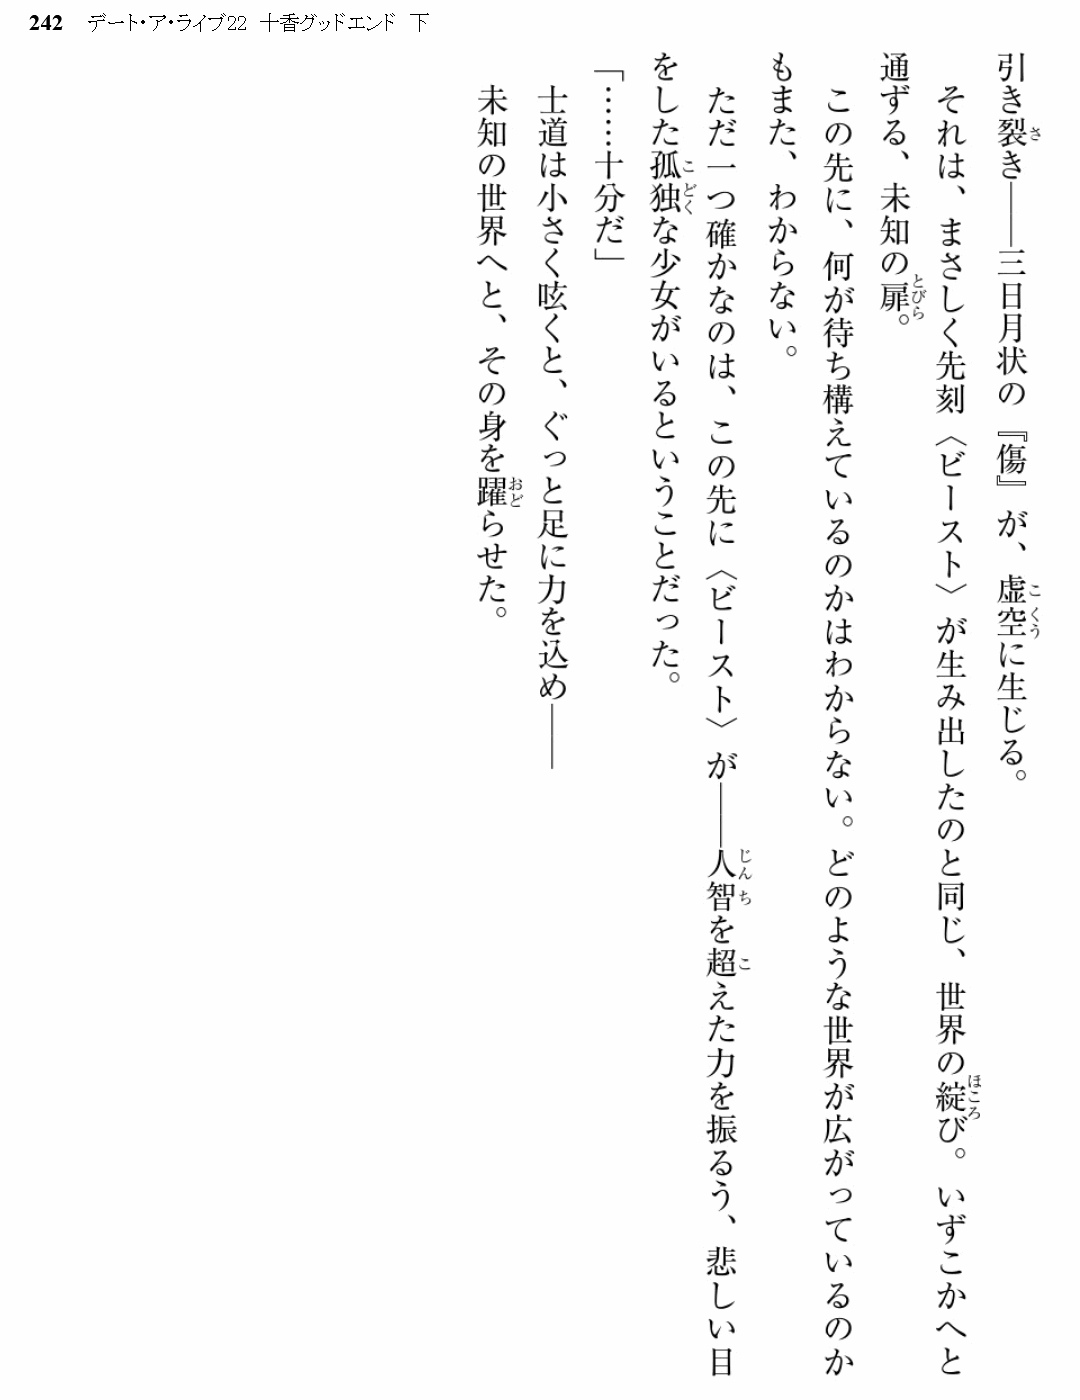 242 デート・ア・ライブ22 十香グッドエンド 下
引き裂き――三日月状の『傷』が、虚空に生じる。
それは、まさしく先刻〈ビースト〉が生み出したのと同じ、世界の綻び。いずこかへと
通ずる、未知の扉。
この先に、何が待ち構えているのかはわからない。どのような世界が広がっているのか
もまた、わからない。
ただ一つ確かなのは、この先に〈ビースト〉が――人智を超えた力を振るう、悲しい目
をした孤独な少女がいるということだった。
「……十分だ」
士道は小さく呟くと、ぐっと足に力を込め――
未知の世界へと、その身を躍らせた。